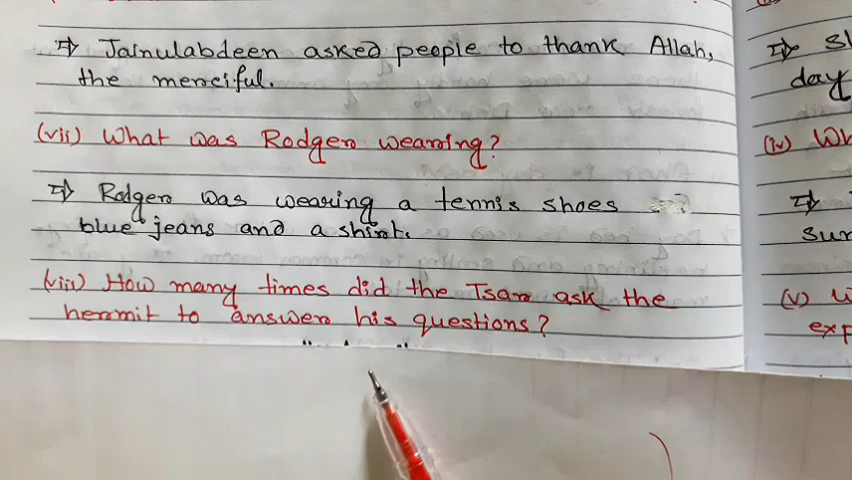 ⇒ Jainulabdeen asked people to thank Allah,
the merciful.
(vii) What was Rodger wearing?
⇒ Rodger was wearing a tennis shoes
blue jeans and a shirt.
(viii) How many times did the Tsar ask the
hermit to answer his questions?
⇒
day
(iv)
⇒
(v)